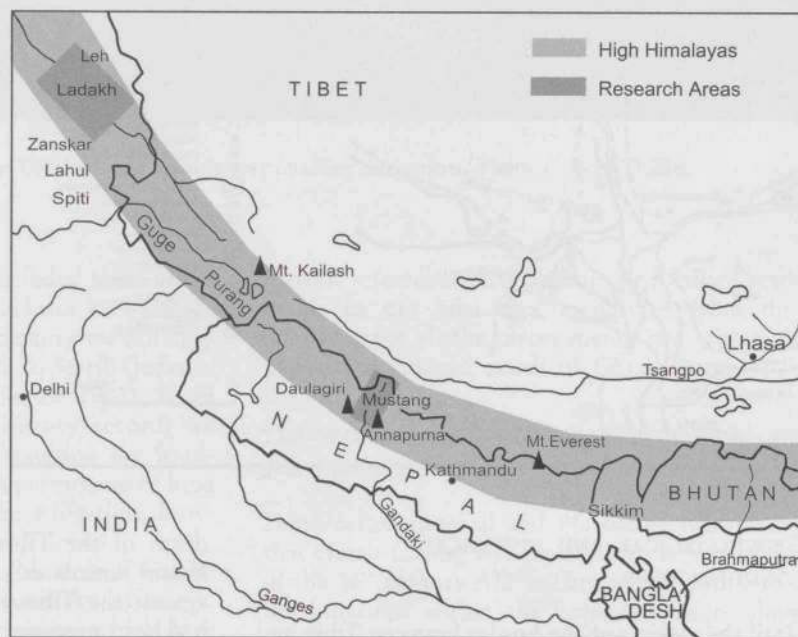 Leh
Ladakh
TIBET
High Himalayas
Research Areas
Zanskar
Lahul
Spiti
Guge
Purang
Mt. Kailash
Delhi
Lhasa
Tsangpo
Daulagiri
Mustang
Annapurna
N E P A
Mt.Everest
Kathmandu
Gandaki
Sikkim
BHUTAN
Brahmaputra
INDIA
Ganges
BANGLA
DESH